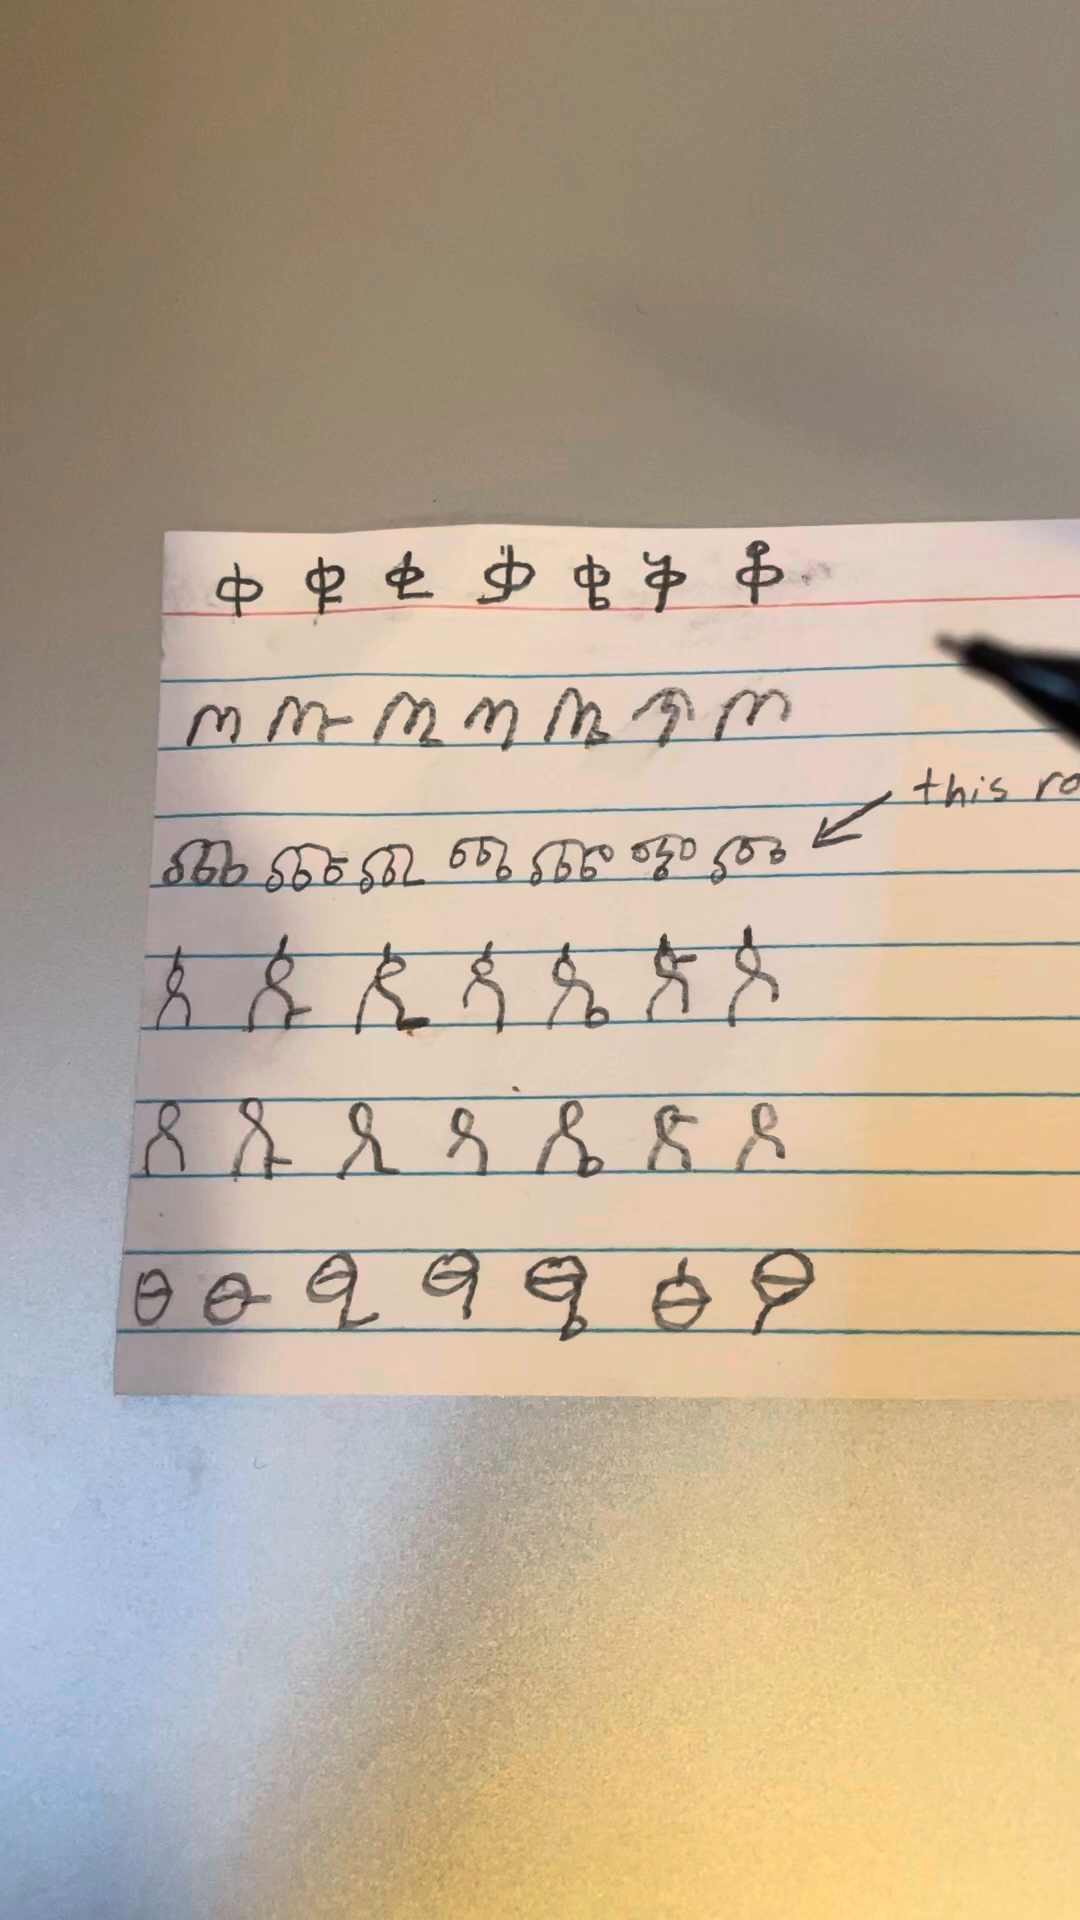 ቀ ቁ ቂ ቃ ቄ ቅ ቆ
ጠ ጡ ጢ ጣ ጤ ጥ ጦ
ጨ ጩ ጪ ጫ ጬ ጭ ጮ
this
ጰ ጱ ጲ ጳ ጴ ጵ ጶ
ጸ ጹ ጺ ጻ ጼ ጽ ጾ
ፀ ፁ ፂ ፃ ፄ ፅ ፆ